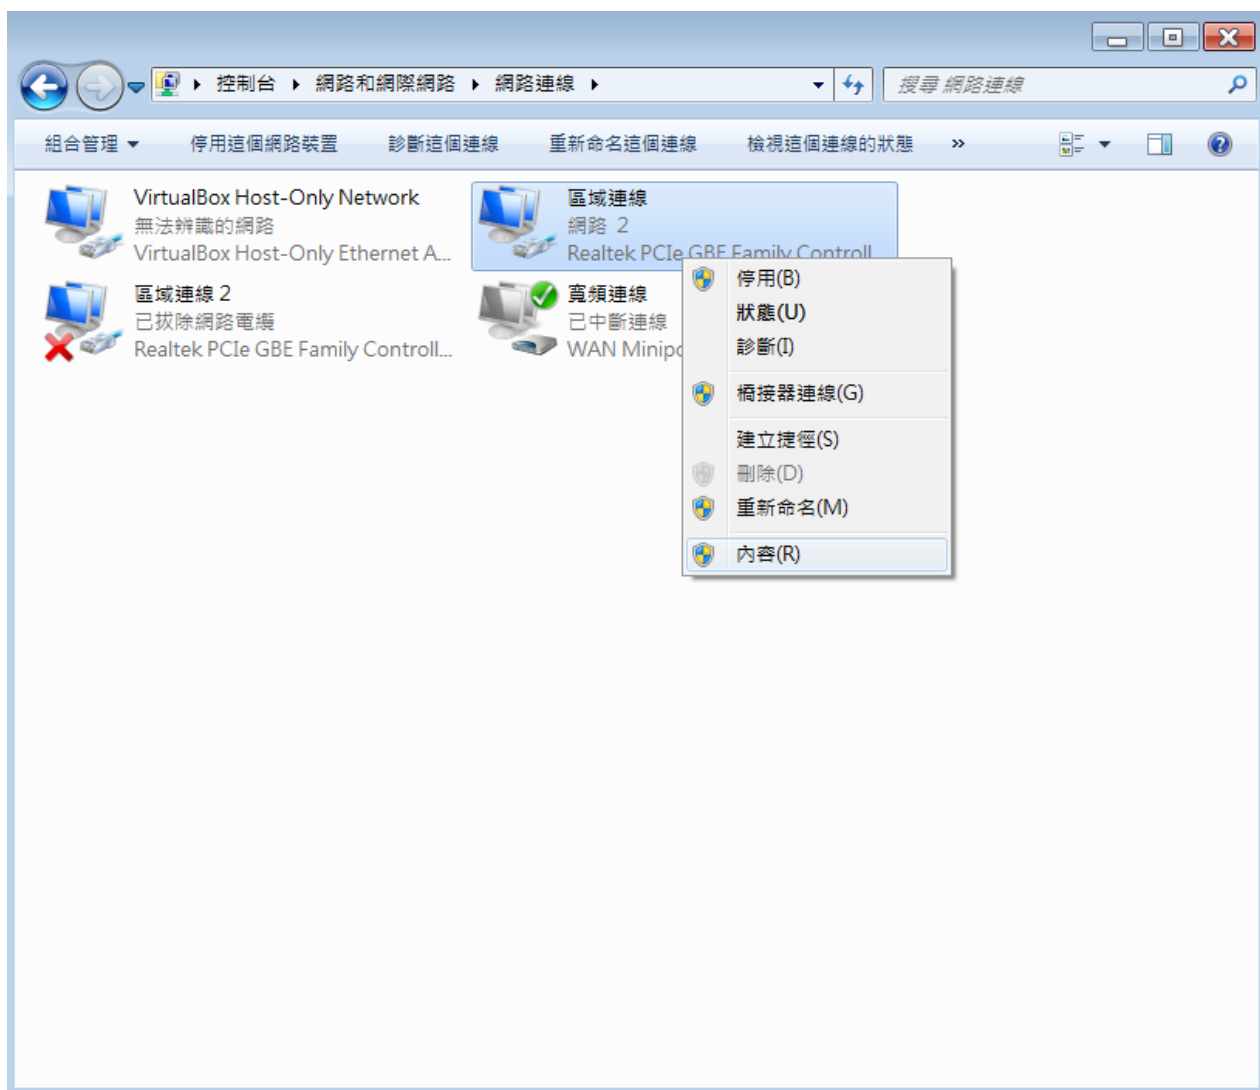 控制台 ▸ 網路和網際網路 ▸ 網路連線 ▸
搜尋 網路連線
組合管理 停用這個網路裝置 診斷這個連線 重新命名這個連線 檢視這個連線的狀態 »
VirtualBox Host-Only Network
無法辨識的網路
VirtualBox Host-Only Ethernet A...
區域連線
網路 2
Realtek PCIe GBE Family Controll...
區域連線 2
已拔除網路電纜
Realtek PCIe GBE Family Controll...
寬頻連線
已中斷連線
WAN Minipo
停用(B)
狀態(U)
診斷(I)
橋接器連線(G)
建立捷徑(S)
刪除(D)
重新命名(M)
內容(R)